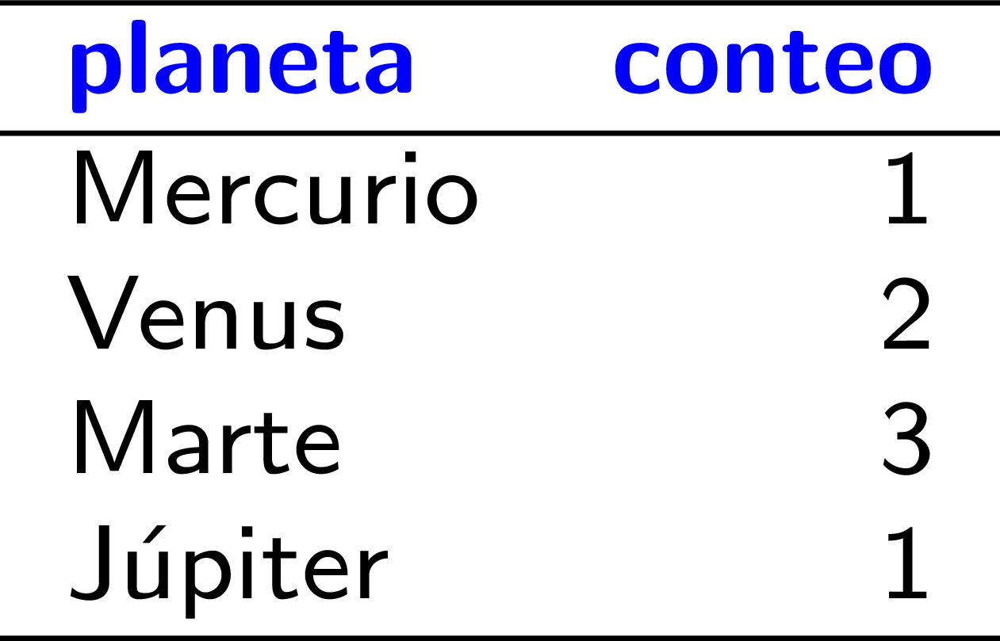 planeta conteo
Mercurio 1
Venus 2
Marte 3
Júpiter 1